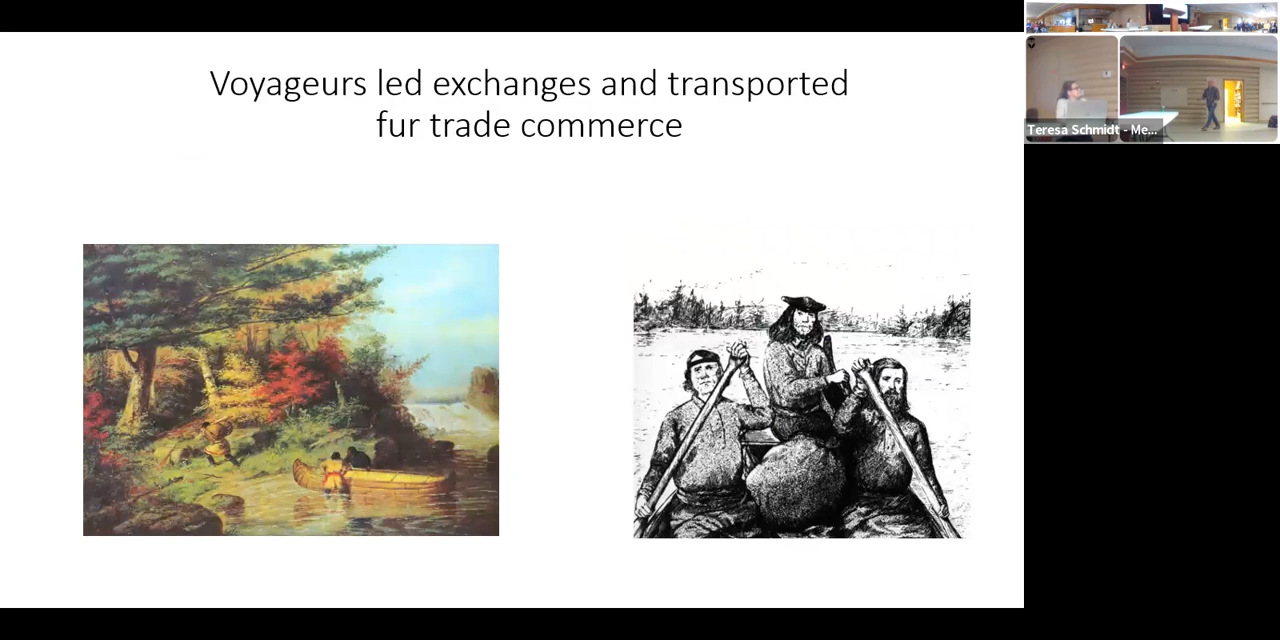 Voyageurs led exchanges and transported
fur trade commerce
Teresa Schmidt - Me...